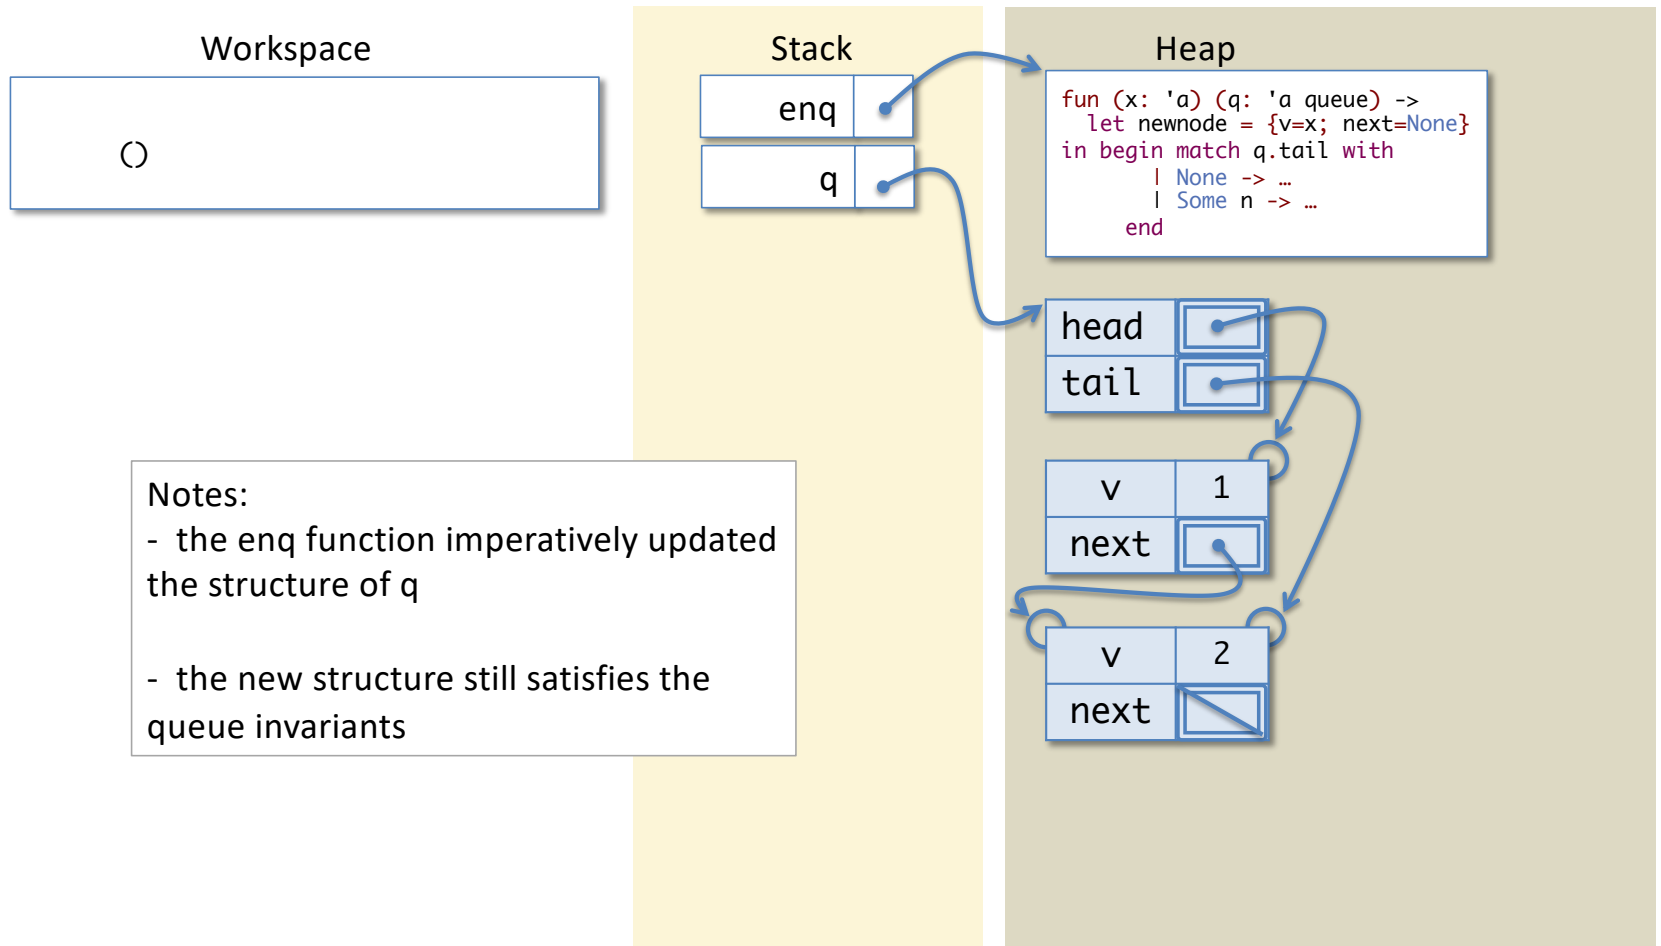 Workspace
()
Stack
enq
q
Heap
fun (x: 'a) (q: 'a queue) ->
let newnode = {v=x; next=None}
in begin match q.tail with
| None -> …
| Some n -> …
end
head
tail
v 1
next
v 2
next
Notes:
- the enq function imperatively updated
the structure of q
- the new structure still satisfies the
queue invariants